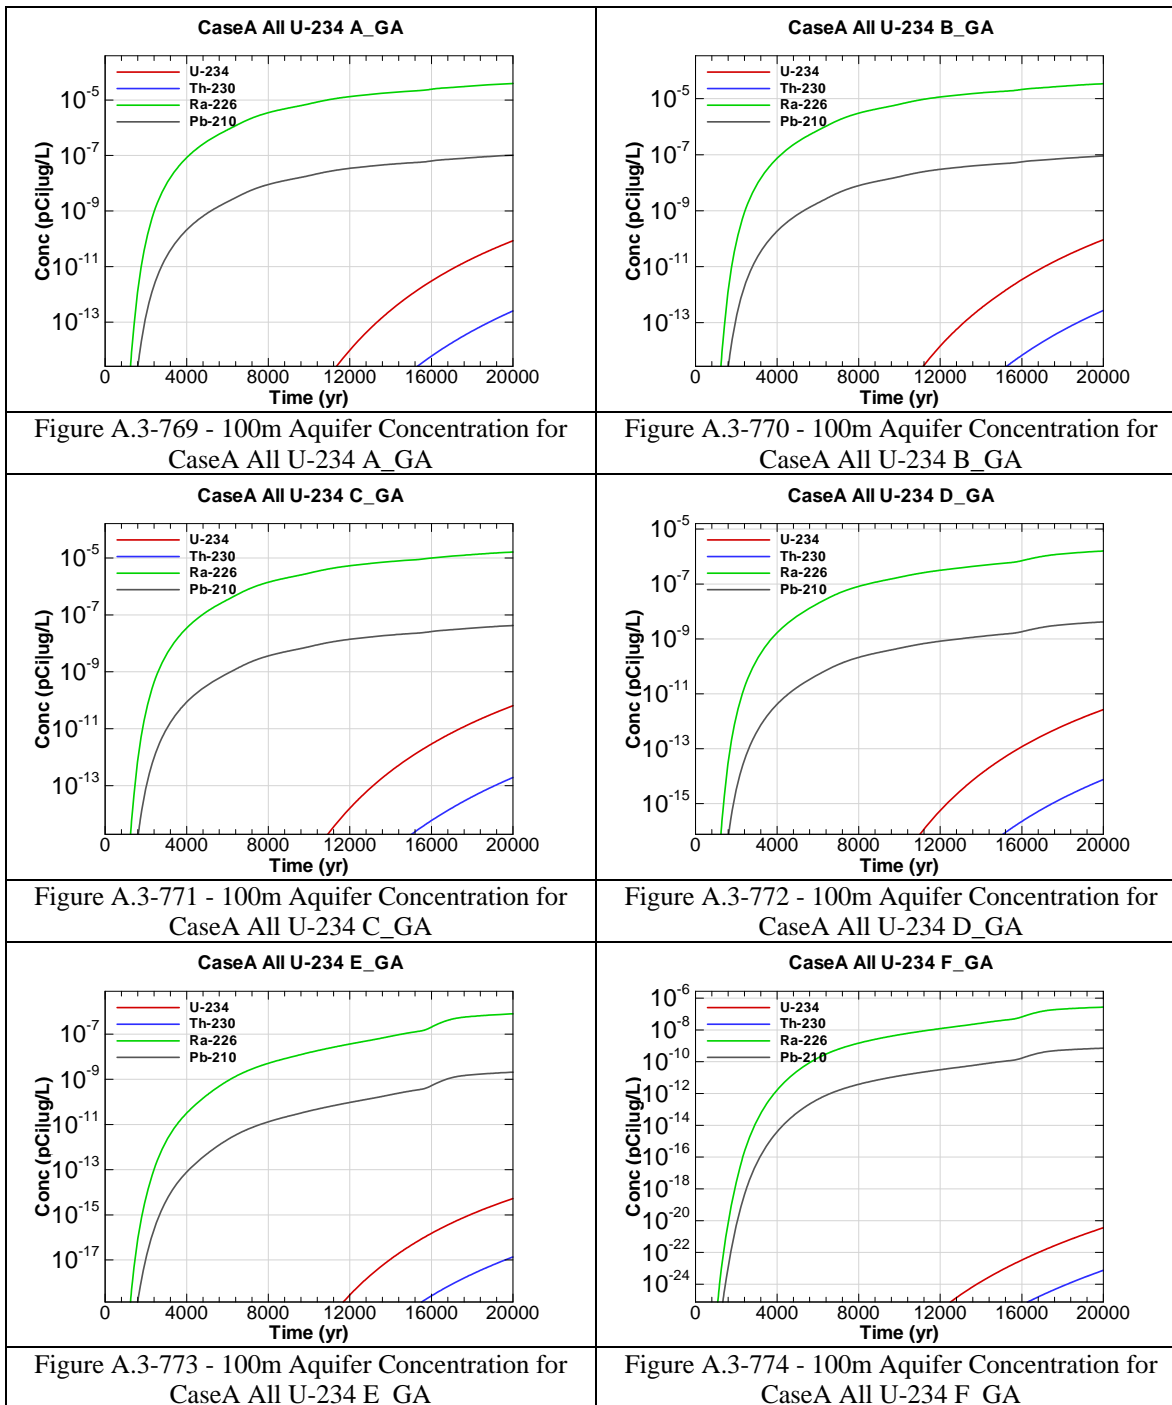 CaseA All U-234 A_GA
U-234
Th-230
Ra-226
Pb-210
Conc (pCi|ug/L)
10-5
10-7
10-9
10-11
10-13
0 4000 8000 12000 16000 20000
Time (yr)
Figure A.3-769 - 100m Aquifer Concentration for
CaseA All U-234 A_GA
CaseA All U-234 B_GA
U-234
Th-230
Ra-226
Pb-210
Conc (pCi|ug/L)
10-5
10-7
10-9
10-11
10-13
0 4000 8000 12000 16000 20000
Time (yr)
Figure A.3-770 - 100m Aquifer Concentration for
CaseA All U-234 B_GA
CaseA All U-234 C_GA
U-234
Th-230
Ra-226
Pb-210
Conc (pCi|ug/L)
10-5
10-7
10-9
10-11
10-13
0 4000 8000 12000 16000 20000
Time (yr)
Figure A.3-771 - 100m Aquifer Concentration for
CaseA All U-234 C_GA
CaseA All U-234 D_GA
U-234
Th-230
Ra-226
Pb-210
Conc (pCi|ug/L)
10-5
10-7
10-9
10-11
10-13
10-15
0 4000 8000 12000 16000 20000
Time (yr)
Figure A.3-772 - 100m Aquifer Concentration for
CaseA All U-234 D_GA
CaseA All U-234 E_GA
U-234
Th-230
Ra-226
Pb-210
Conc (pCi|ug/L)
10-7
10-9
10-11
10-13
10-15
10-17
0 4000 8000 12000 16000 20000
Time (yr)
Figure A.3-773 - 100m Aquifer Concentration for
CaseA All U-234 E_GA
CaseA All U-234 F_GA
U-234
Th-230
Ra-226
Pb-210
Conc (pCi|ug/L)
10-6
10-8
10-10
10-12
10-14
10-16
10-18
10-20
10-22
10-24
0 4000 8000 12000 16000 20000
Time (yr)
Figure A.3-774 - 100m Aquifer Concentration for
CaseA All U-234 F_GA